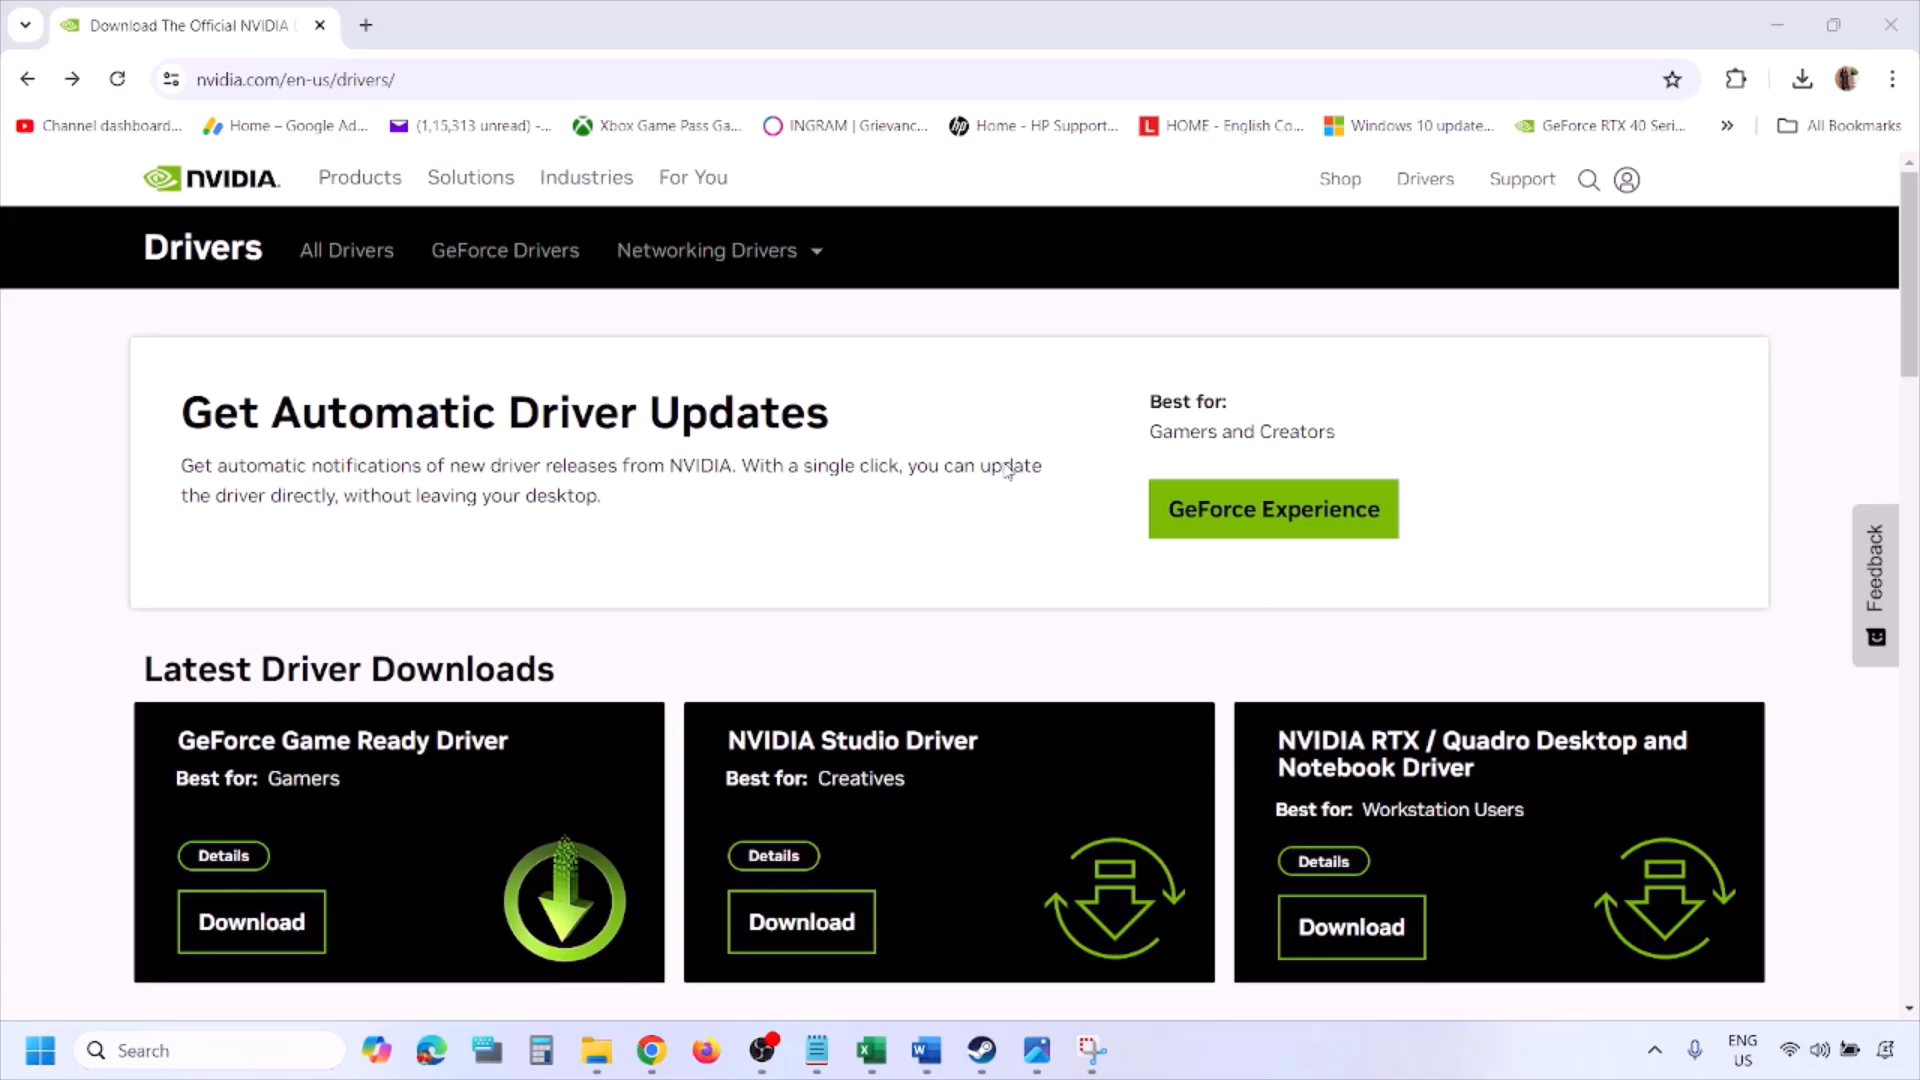 Download The Official NVIDIA
nvidia.com/en-us/drivers/
Channel dashboard...
Home – Google Ad...
(1,15,313 unread) -...
Xbox Game Pass Ga...
INGRAM | Grievanc...
Home - HP Support...
HOME - English Co...
Windows 10 update...
GeForce RTX 40 Seri...
All Bookmarks
NVIDIA.
Products
Solutions
Industries
For You
Shop
Drivers
Support
Drivers
All Drivers
GeForce Drivers
Networking Drivers
Get Automatic Driver Updates
Get automatic notifications of new driver releases from NVIDIA. With a single click, you can update
the driver directly, without leaving your desktop.
Best for:
Gamers and Creators
GeForce Experience
Feedback
Latest Driver Downloads
GeForce Game Ready Driver
Best for: Gamers
Details
Download
NVIDIA Studio Driver
Best for: Creatives
Details
Download
NVIDIA RTX / Quadro Desktop and
Notebook Driver
Best for: Workstation Users
Details
Download
Search
ENG
US